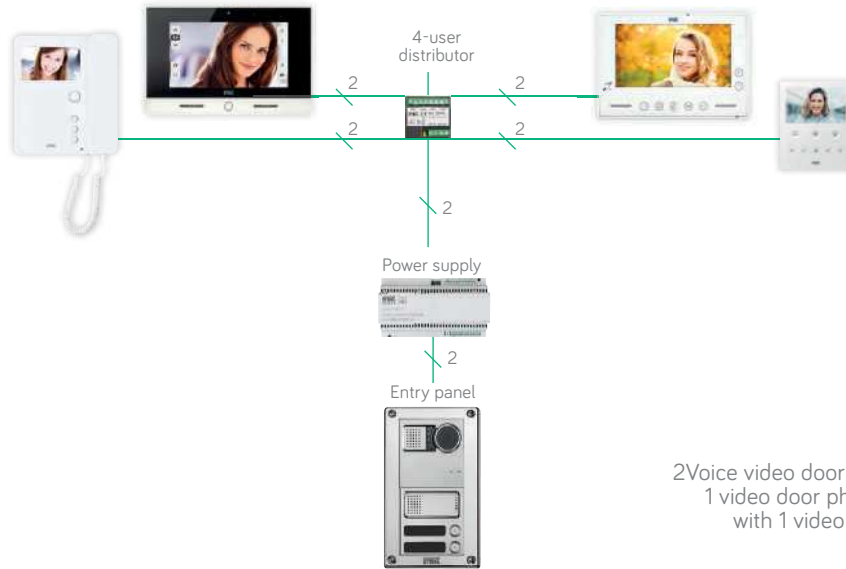 4-user
distributor
2
2
2
2
2
Power supply
2
Entry panel
2Voice video door
1 video door ph
with 1 video